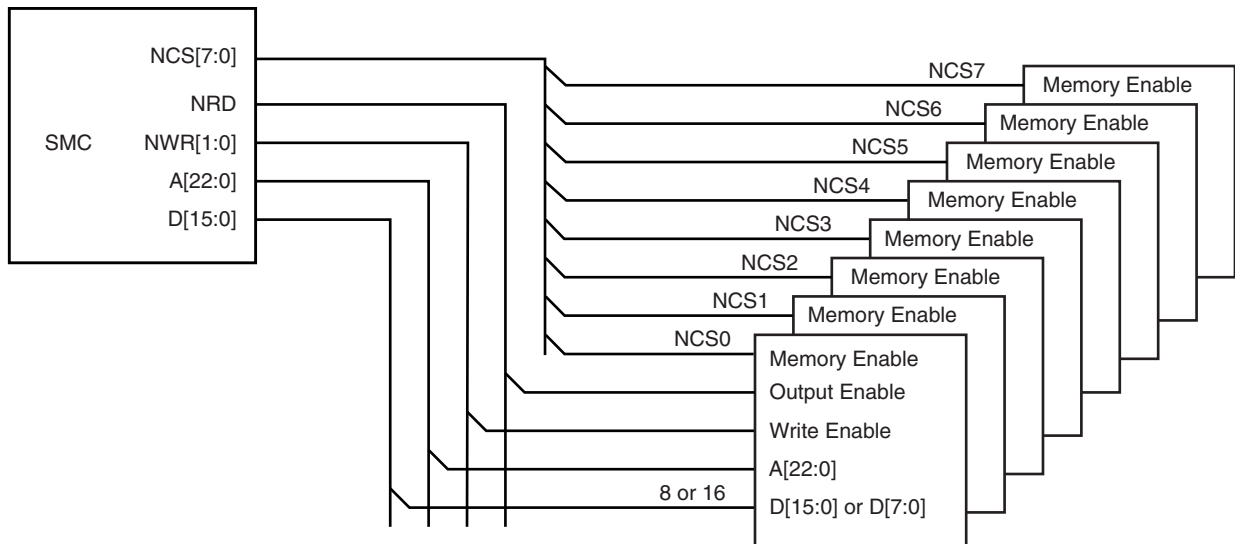 NCS[7:0]
NRD
SMC NWR[1:0]
A[22:0]
D[15:0]
NCS7 Memory Enable
NCS6 Memory Enable
NCS5 Memory Enable
NCS4 Memory Enable
NCS3 Memory Enable
NCS2 Memory Enable
NCS1 Memory Enable
NCS0 Memory Enable
Output Enable
Write Enable
A[22:0]
8 or 16 D[15:0] or D[7:0]